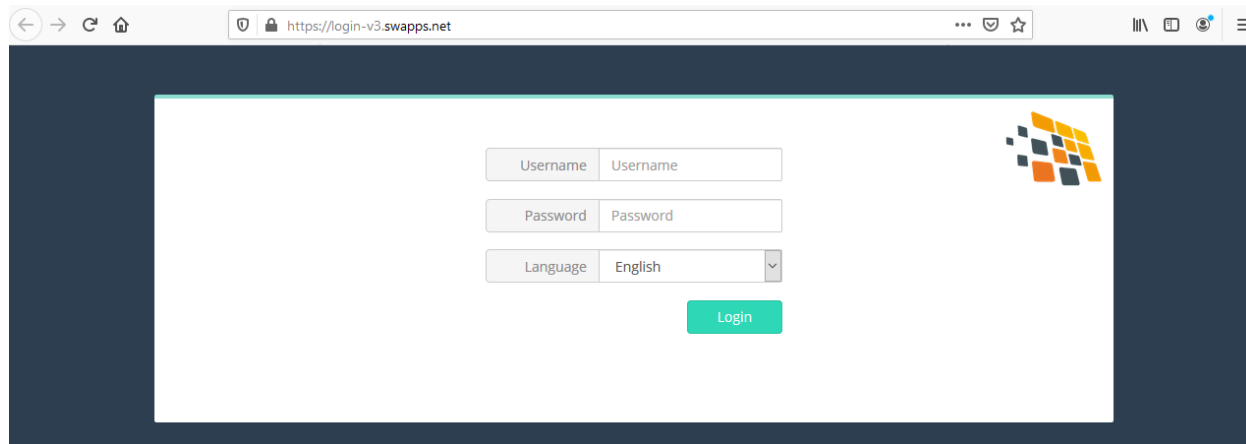 https://login-v3.swapps.net
Username Username
Password Password
Language English
Login